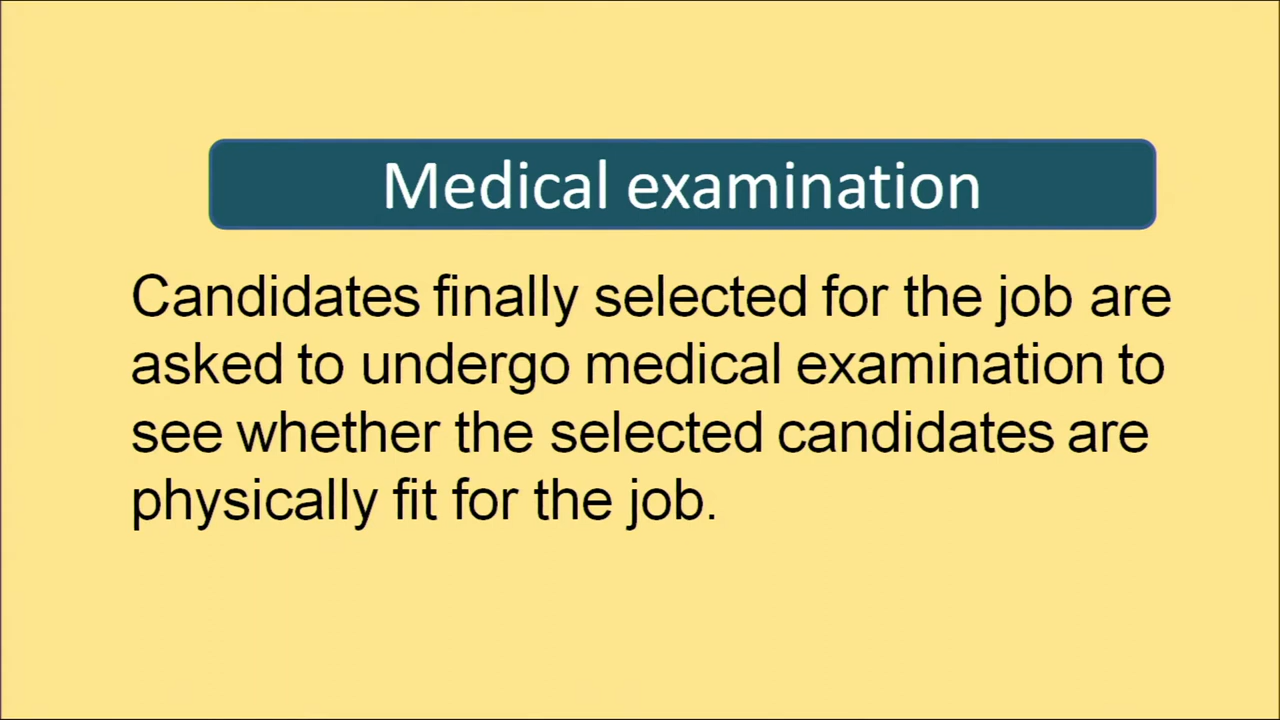 Medical examination
Candidates finally selected for the job are
asked to undergo medical examination to
see whether the selected candidates are
physically fit for the job.